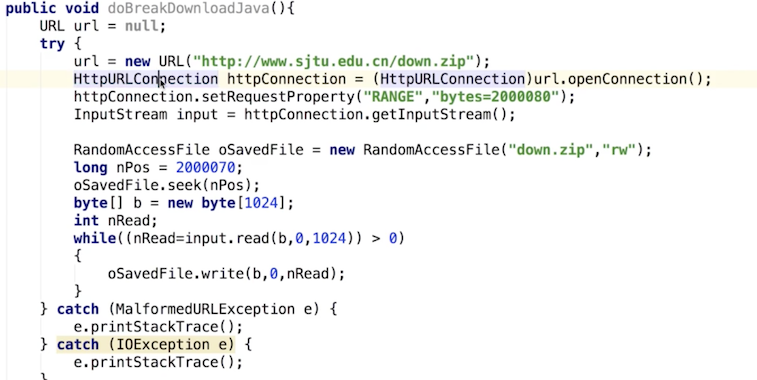 public void doBreakDownloadJava(){
    URL url = null;
    try {
        url = new URL("http://www.sjtu.edu.cn/down.zip");
        HttpURLConnection httpConnection = (HttpURLConnection)url.openConnection();
        httpConnection.setRequestProperty("RANGE","bytes=2000080");
        InputStream input = httpConnection.getInputStream();

        RandomAccessFile oSavedFile = new RandomAccessFile("down.zip","rw");
        long nPos = 2000070;
        oSavedFile.seek(nPos);
        byte[] b = new byte[1024];
        int nRead;
        while((nRead=input.read(b,0,1024)) > 0)
        {
            oSavedFile.write(b,0,nRead);
        }
    } catch (MalformedURLException e) {
        e.printStackTrace();
    } catch (IOException e) {
        e.printStackTrace();
    }